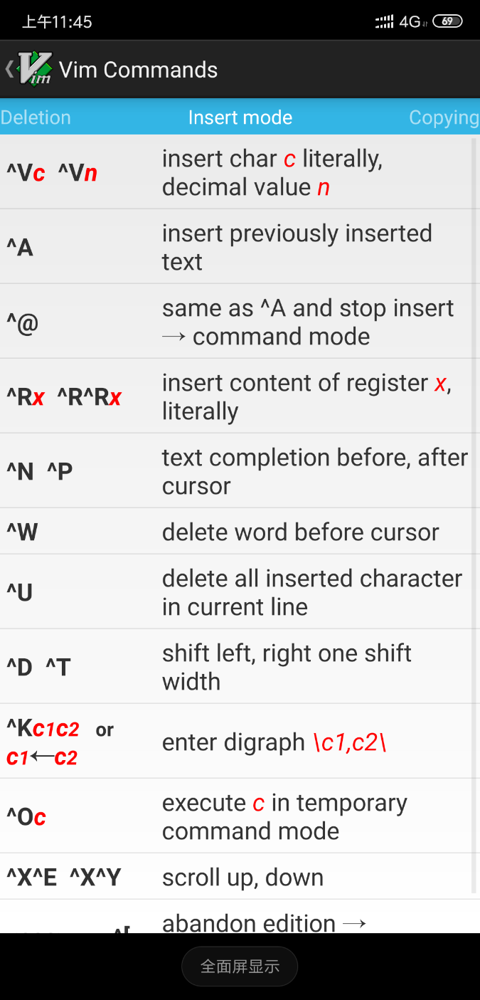 上午11:45
4G
69
Vim Commands
Deletion Insert mode Copying
^Vc ^Vn
insert char c literally,
decimal value n
^A
insert previously inserted
text
^@
same as ^A and stop insert
→ command mode
^Rx ^R^Rx
insert content of register x,
literally
^N ^P
text completion before, after
cursor
^W
delete word before cursor
^U
delete all inserted character
in current line
^D ^T
shift left, right one shift
width
^Kc1c2 or
c1←c2
enter digraph \c1,c2\
^Oc
execute c in temporary
command mode
^X^E ^X^Y
scroll up, down
abandon edition →
全面屏显示